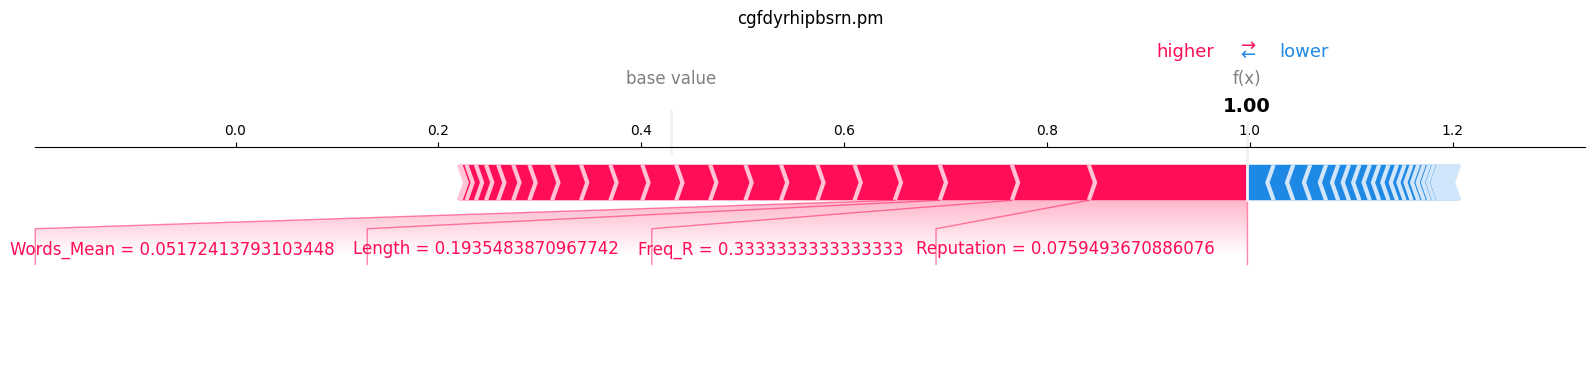 cgfdyrhipbsrn.pm
higher ⇄ lower
base value f(x)
1.00
0.0 0.2 0.4 0.6 0.8 1.0 1.2
Words_Mean = 0.05172413793103448 Length = 0.1935483870967742 Freq_R = 0.3333333333333333 Reputation = 0.0759493670886076